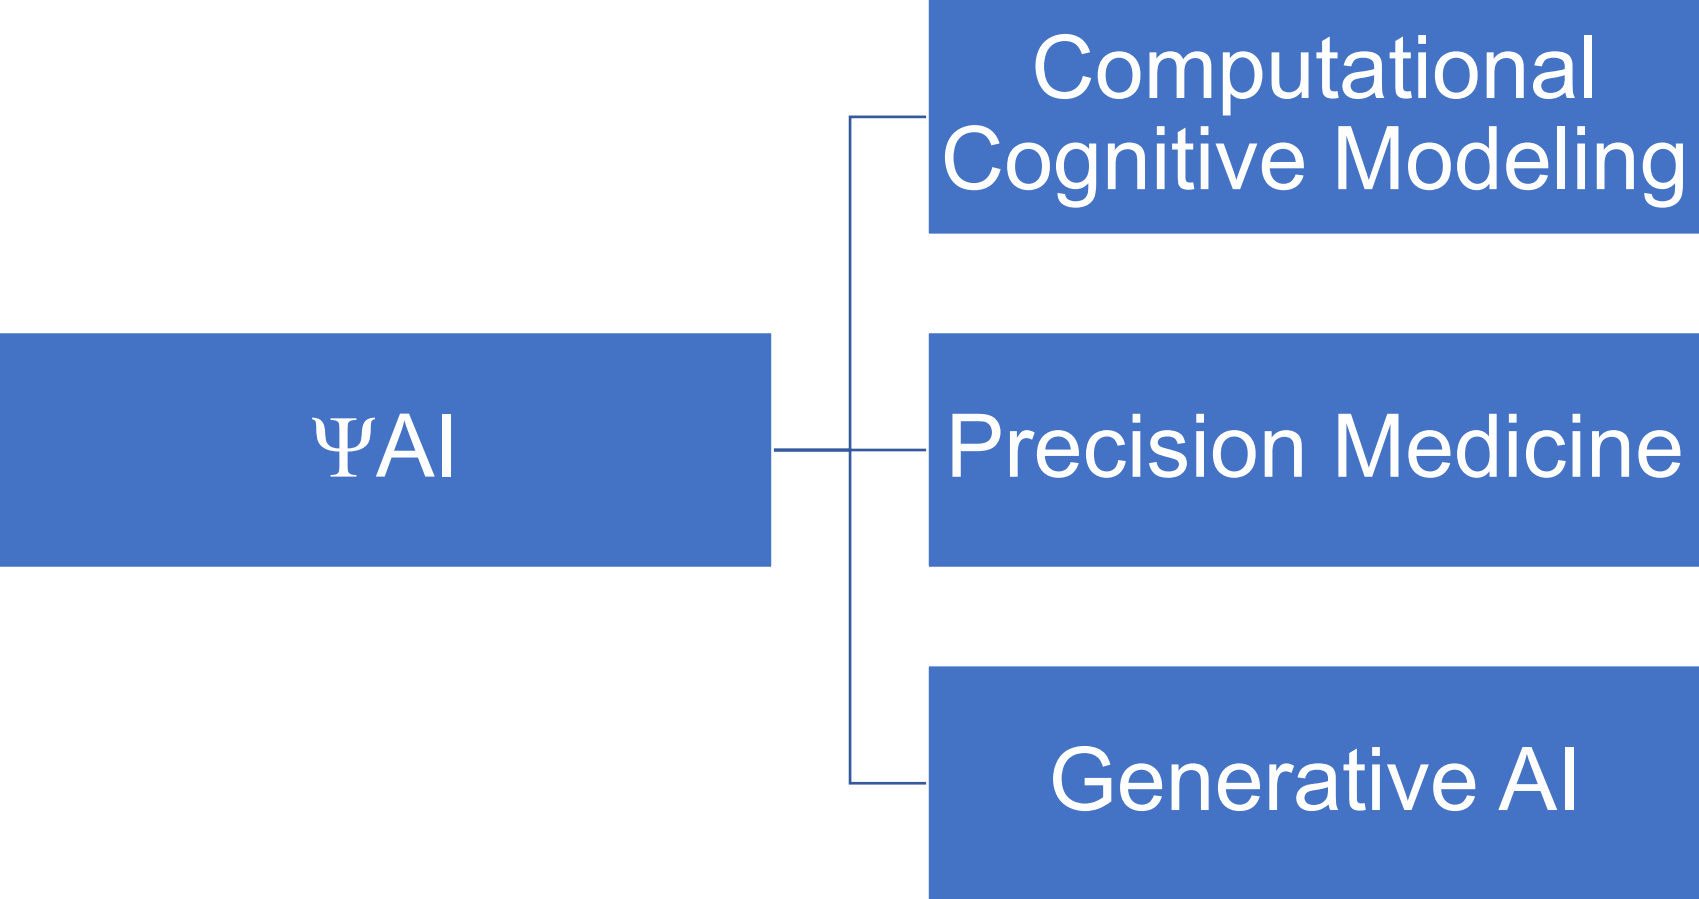 Computational
Cognitive Modeling
ΨAI
Precision Medicine
Generative AI